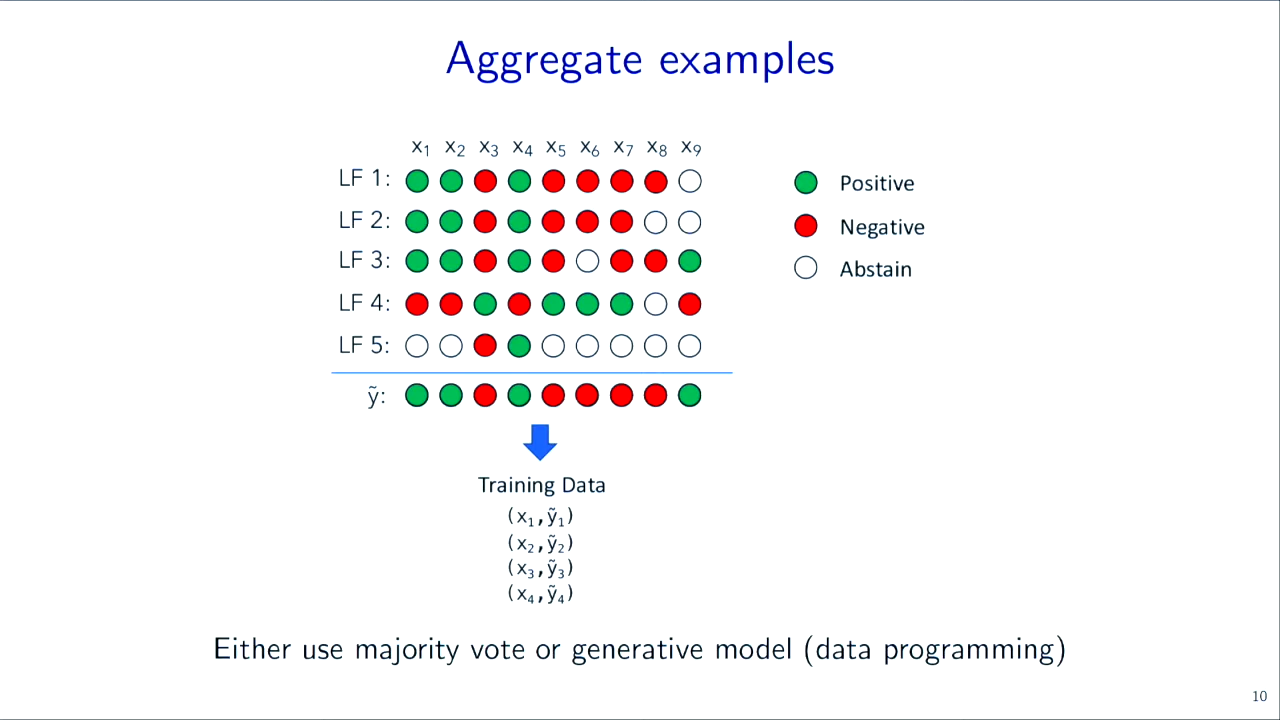 Aggregate examples
x₁ x₂ x₃ x₄ x₅ x₆ x₇ x₈ x₉
LF 1:
LF 2:
LF 3:
LF 4:
LF 5:
ỹ:
Positive
Negative
Abstain
Training Data
(x₁,ỹ₁)
(x₂,ỹ₂)
(x₃,ỹ₃)
(x₄,ỹ₄)
Either use majority vote or generative model (data programming)
10